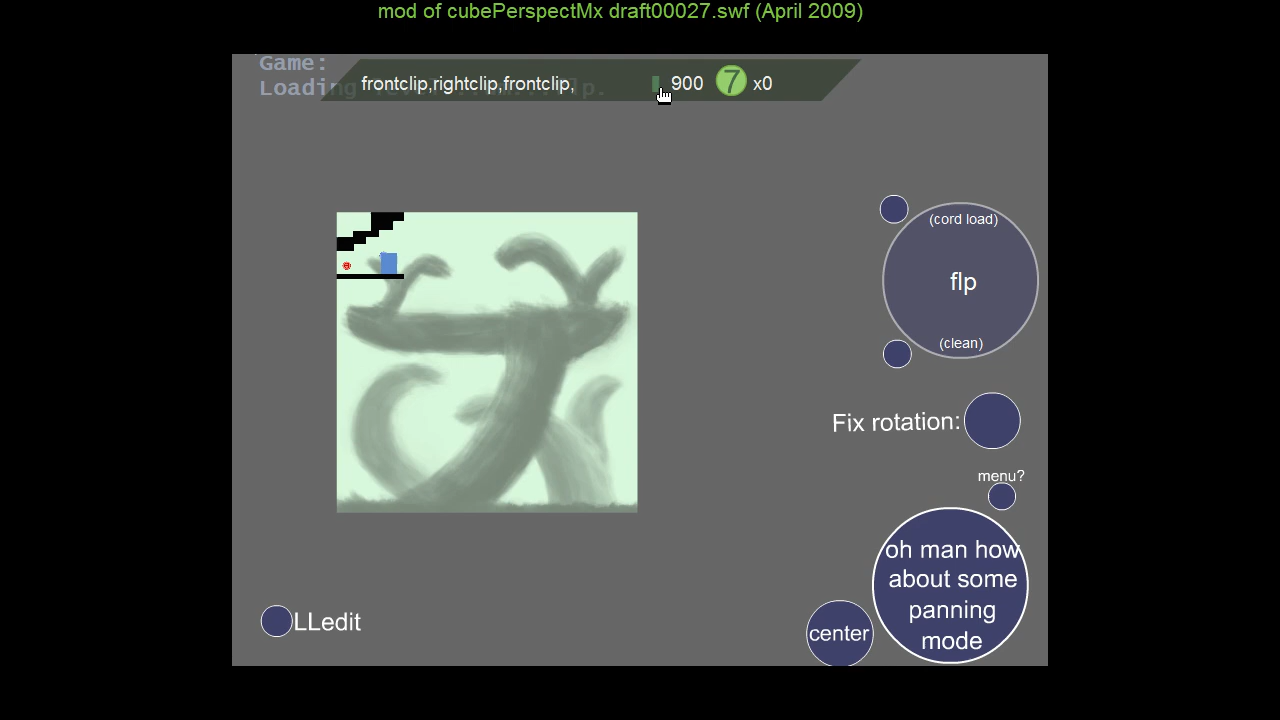 mod of cubePerspectMx draft00027.swf (April 2009)
Game:
Loading
frontclip,rightclip,frontclip,
900 7 x0
(cord load)
flp
(clean)
Fix rotation:
menu?
oh man how
about some
panning
mode
center
LLedit